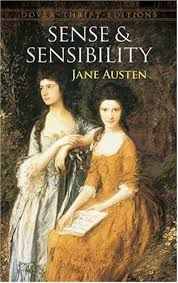 DOVER · THRIFT · EDITIONS
SENSE &
SENSIBILITY
JANE AUSTEN